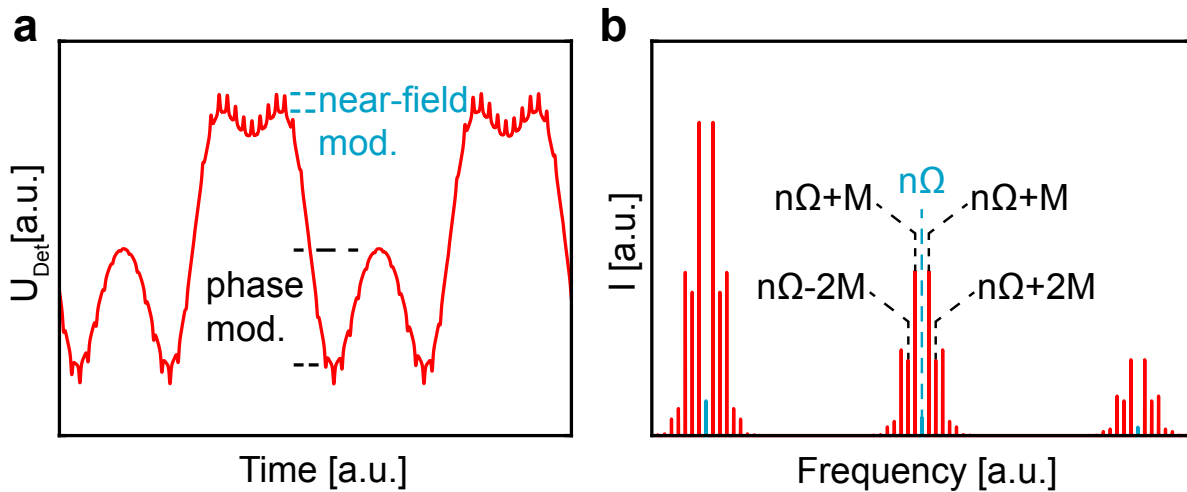 a
U_Det[a.u.]
near-field
mod.
phase
mod.
Time [a.u.]
b
I [a.u.]
nΩ
nΩ+M
nΩ+M
nΩ-2M
nΩ+2M
Frequency [a.u.]